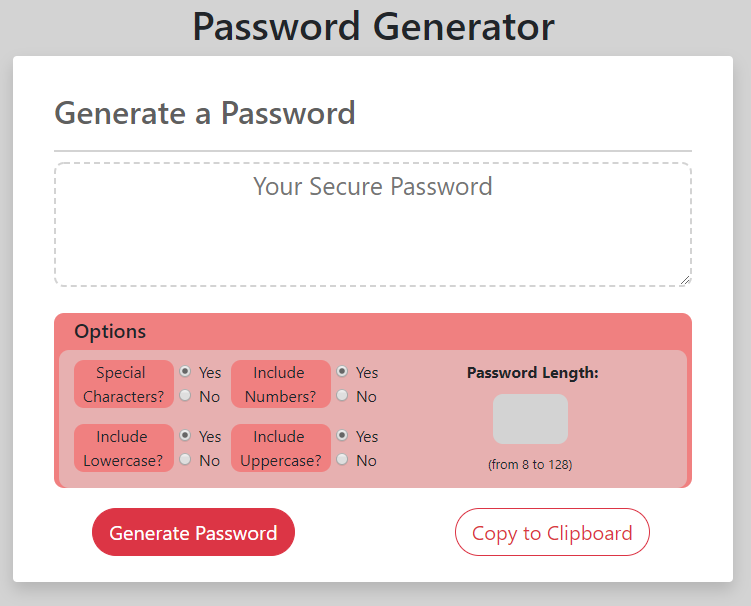 Password Generator
Generate a Password
Your Secure Password
Options
Special
Characters?
Yes
No
Include
Numbers?
Yes
No
Password Length:
(from 8 to 128)
Include
Lowercase?
Yes
No
Include
Uppercase?
Yes
No
Generate Password
Copy to Clipboard